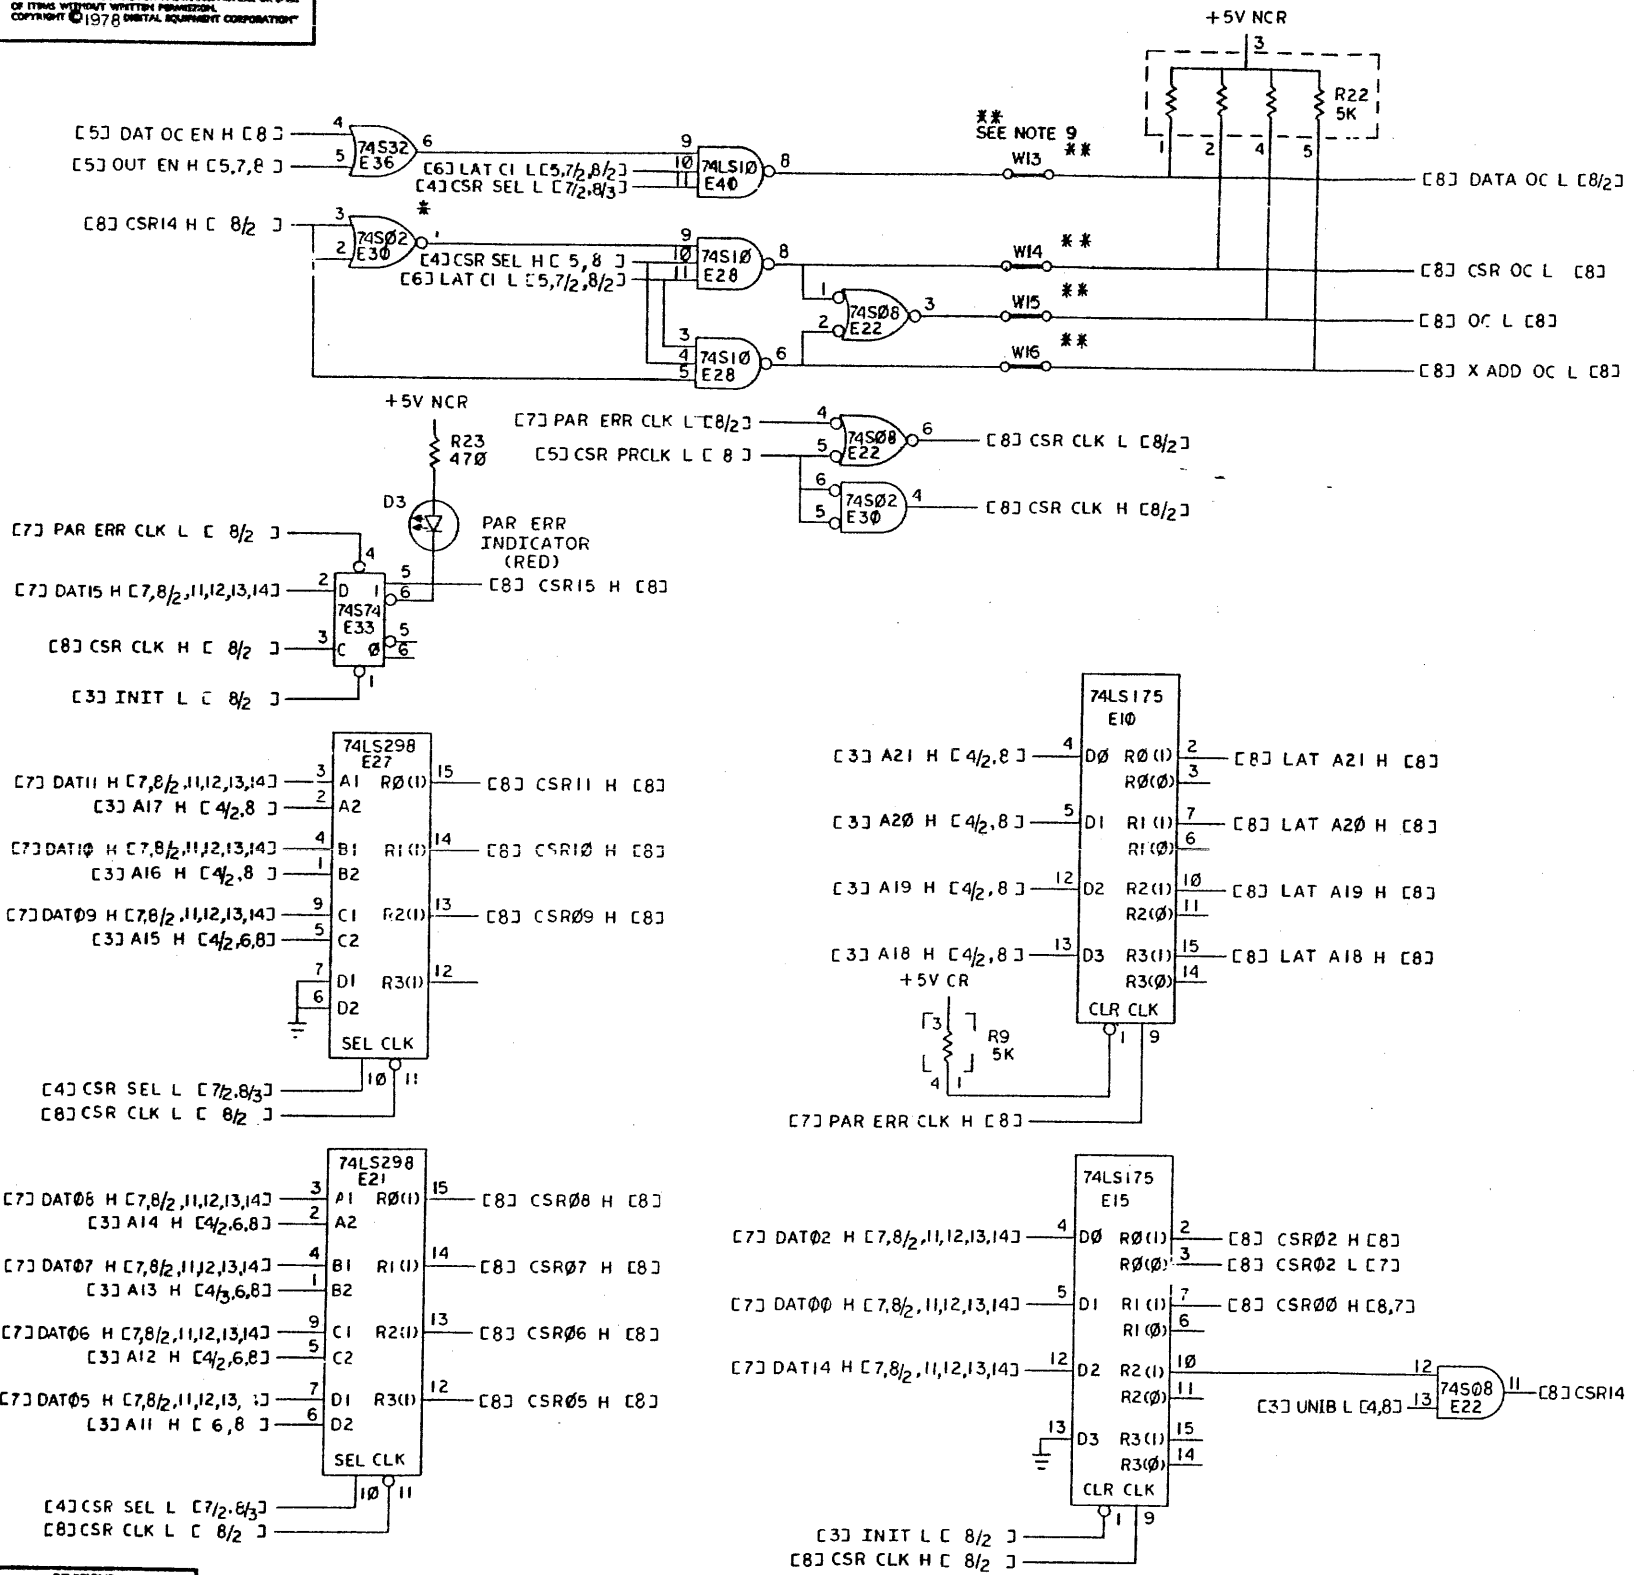 OF ITEMS WITHOUT WRITTEN PERMISSION.
COPYRIGHT © 1978 DIGITAL EQUIPMENT CORPORATION"
+5V NCR
3
R22
5K
1 2 4 5
[5] DAT OC EN H [8] 4
[5] OUT EN H [5,7,8] 5
74S32
E36
6
9
[6] LAT CI L [5,7/2,8/2] 10
[4] CSR SEL L [7/2,8/3] 11
74LS10
E40
8
**
SEE NOTE 9
W13 **
[8] DATA OC L [8/2]
[8] CSR14 H [ 8/2 ] 3
2
74S02
E30
*
1
9
[4] CSR SEL H [ 5,8 ] 10
[6] LAT CI L [5,7/2,8/2] 11
74S10
E28
8
W14 **
[8] CSR OC L [8]
1
2
74S08
E22
3
W15 **
[8] OC L [8]
3
4
5
74S10
E28
6
W16 **
[8] X ADD OC L [8]
+5V NCR
R23
470
D3
PAR ERR
INDICATOR
(RED)
[7] PAR ERR CLK L [8/2] 4
[5] CSR PRCLK L [ 8 ] 5
74S08
E22
6
[8] CSR CLK L [8/2]
6
5
74S02
E30
4
[8] CSR CLK H [8/2]
[7] PAR ERR CLK L [ 8/2 ] 4
[7] DAT15 H [7,8/2,11,12,13,14] 2 D 1 5
6
[8] CSR15 H [8]
74S74
E33
[8] CSR CLK H [ 8/2 ] 3 C 0 5
6
[3] INIT L [ 8/2 ] 1
74LS298
E27
[7] DAT11 H [7,8/2,11,12,13,14] 3 A1 R0(1) 15 [8] CSR11 H [8]
[3] A17 H [ 4/2,8 ] 2 A2
[7] DAT10 H [7,8/2,11,12,13,14] 4 B1 R1(1) 14 [8] CSR10 H [8]
[3] A16 H [4/2,8 ] 1 B2
[7] DAT09 H [7,8/2,11,12,13,14] 9 C1 R2(1) 13 [8] CSR09 H [8]
[3] A15 H [4/2,6,8] 5 C2
7 D1 R3(1) 12
6 D2
SEL CLK
10 11
[4] CSR SEL L [7/2,8/3]
[8] CSR CLK L [ 8/2 ]
74LS175
E10
[3] A21 H [ 4/2,8 ] 4 D0 R0(1) 2 [8] LAT A21 H [8]
R0(0) 3
[3] A20 H [4/2,8 ] 5 D1 R1(1) 7 [8] LAT A20 H [8]
R1(0) 6
[3] A19 H [4/2,8 ] 12 D2 R2(1) 10 [8] LAT A19 H [8]
R2(0) 11
[3] A18 H [4/2,8 ] 13 D3 R3(1) 15 [8] LAT A18 H [8]
R3(0) 14
+5V CR
3
R9
5K
4 1
CLR CLK
1 9
[7] PAR ERR CLK H [8]
74LS298
E21
[7] DAT08 H [7,8/2,11,12,13,14] 3 A1 R0(1) 15 [8] CSR08 H [8]
[3] A14 H [4/2,6,8] 2 A2
[7] DAT07 H [7,8/2,11,12,13,14] 4 B1 R1(1) 14 [8] CSR07 H [8]
[3] A13 H [4/3,6,8] 1 B2
[7] DAT06 H [7,8/2,11,12,13,14] 9 C1 R2(1) 13 [8] CSR06 H [8]
[3] A12 H [4/2,6,8] 5 C2
[7] DAT05 H [7,8/2,11,12,13, ] 7 D1 R3(1) 12 [8] CSR05 H [8]
[3] A11 H [ 6,8 ] 6 D2
SEL CLK
10 11
[4] CSR SEL L [7/2,8/3]
[8] CSR CLK L [ 8/2 ]
74LS175
E15
[7] DAT02 H [7,8/2,11,12,13,14] 4 D0 R0(1) 2 [8] CSR02 H [8]
R0(0) 3 [8] CSR02 L [7]
[7] DAT00 H [7,8/2,11,12,13,14] 5 D1 R1(1) 7 [8] CSR00 H [8,7]
R1(0) 6
[7] DAT14 H [7,8/2,11,12,13,14] 12 D2 R2(1) 10
R2(0) 11
12
[3] UNIB L [4,8] 13
74S08
E22
11
[8] CSR14
13 D3 R3(1) 15
R3(0) 14
CLR CLK
1 9
[3] INIT L [ 8/2 ]
[8] CSR CLK H [ 8/2 ]